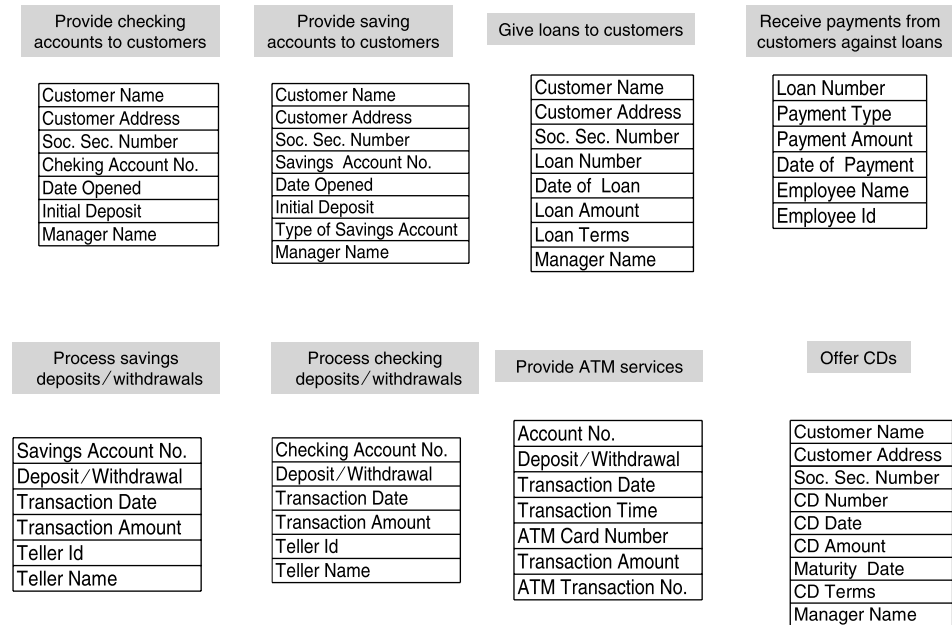 Provide checking
accounts to customers
Customer Name
Customer Address
Soc. Sec. Number
Cheking Account No.
Date Opened
Initial Deposit
Manager Name
Provide saving
accounts to customers
Customer Name
Customer Address
Soc. Sec. Number
Savings Account No.
Date Opened
Initial Deposit
Type of Savings Account
Manager Name
Give loans to customers
Customer Name
Customer Address
Soc. Sec. Number
Loan Number
Date of Loan
Loan Amount
Loan Terms
Manager Name
Receive payments from
customers against loans
Loan Number
Payment Type
Payment Amount
Date of Payment
Employee Name
Employee Id
Process savings
deposits/withdrawals
Savings Account No.
Deposit/Withdrawal
Transaction Date
Transaction Amount
Teller Id
Teller Name
Process checking
deposits/withdrawals
Checking Account No.
Deposit/Withdrawal
Transaction Date
Transaction Amount
Teller Id
Teller Name
Provide ATM services
Account No.
Deposit/Withdrawal
Transaction Date
Transaction Time
ATM Card Number
Transaction Amount
ATM Transaction No.
Offer CDs
Customer Name
Customer Address
Soc. Sec. Number
CD Number
CD Date
CD Amount
Maturity Date
CD Terms
Manager Name